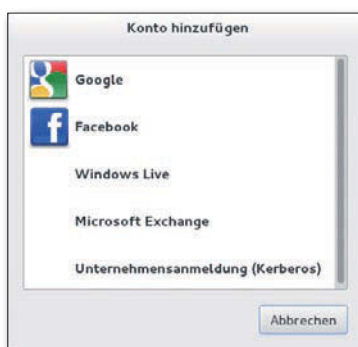 Konto hinzufügen
Google
Facebook
Windows Live
Microsoft Exchange
Unternehmensanmeldung (Kerberos)
Abbrechen